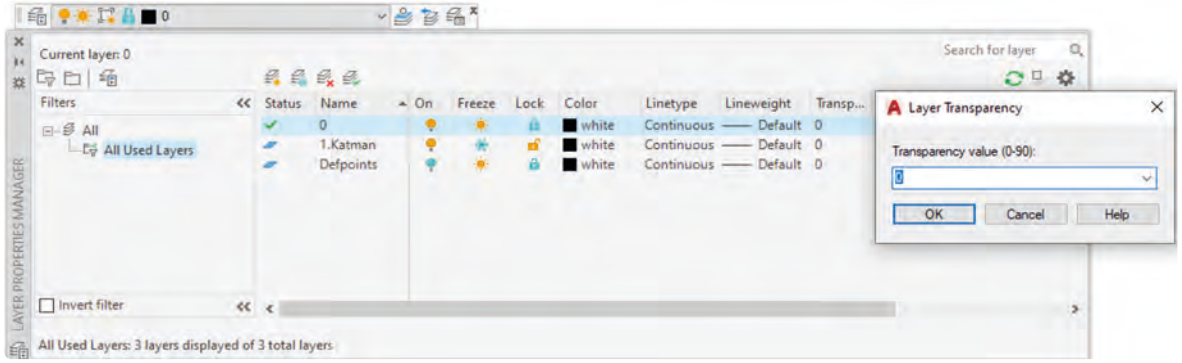 0
Current layer: 0
Search for layer
Filters
Status Name On Freeze Lock Color Linetype Lineweight Transp...
All
All Used Layers
0 white Continuous Default 0
1.Katman white Continuous Default 0
Defpoints white Continuous Default 0
Layer Transparency
Transparency value (0-90):
0
OK Cancel Help
LAYER PROPERTIES MANAGER
Invert filter
All Used Layers: 3 layers displayed of 3 total layers